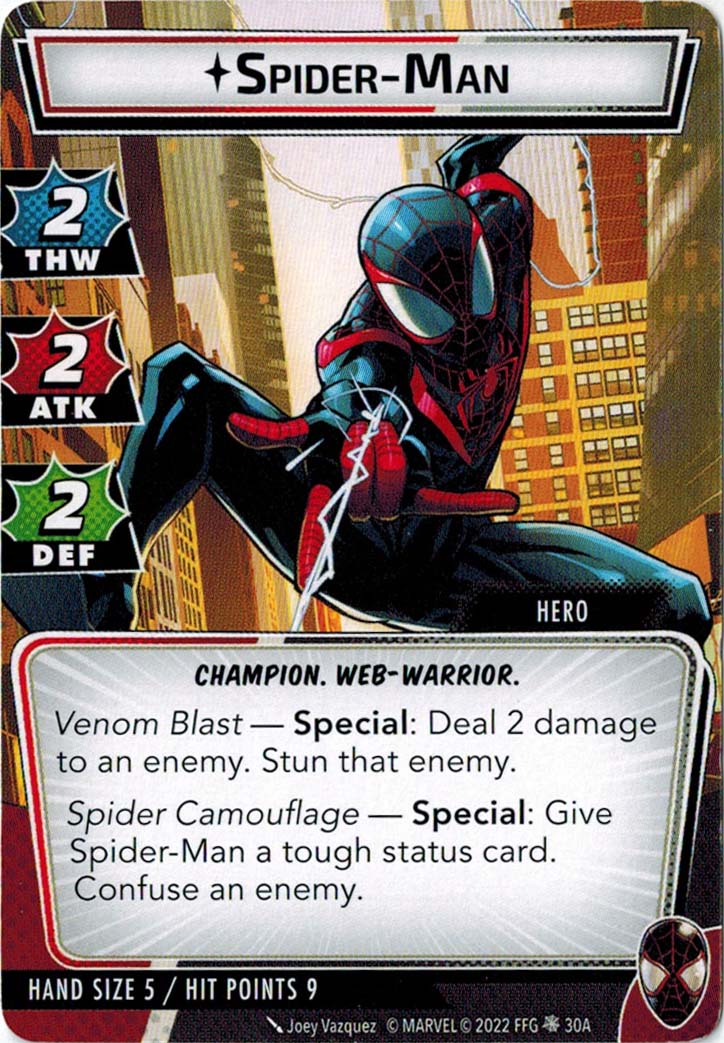 ✦SPIDER-MAN
2
THW
2
ATK
2
DEF
HERO
CHAMPION. WEB-WARRIOR.
Venom Blast — Special: Deal 2 damage
to an enemy. Stun that enemy.
Spider Camouflage — Special: Give
Spider-Man a tough status card.
Confuse an enemy.
HAND SIZE 5 / HIT POINTS 9
Joey Vazquez © MARVEL © 2022 FFG 30A